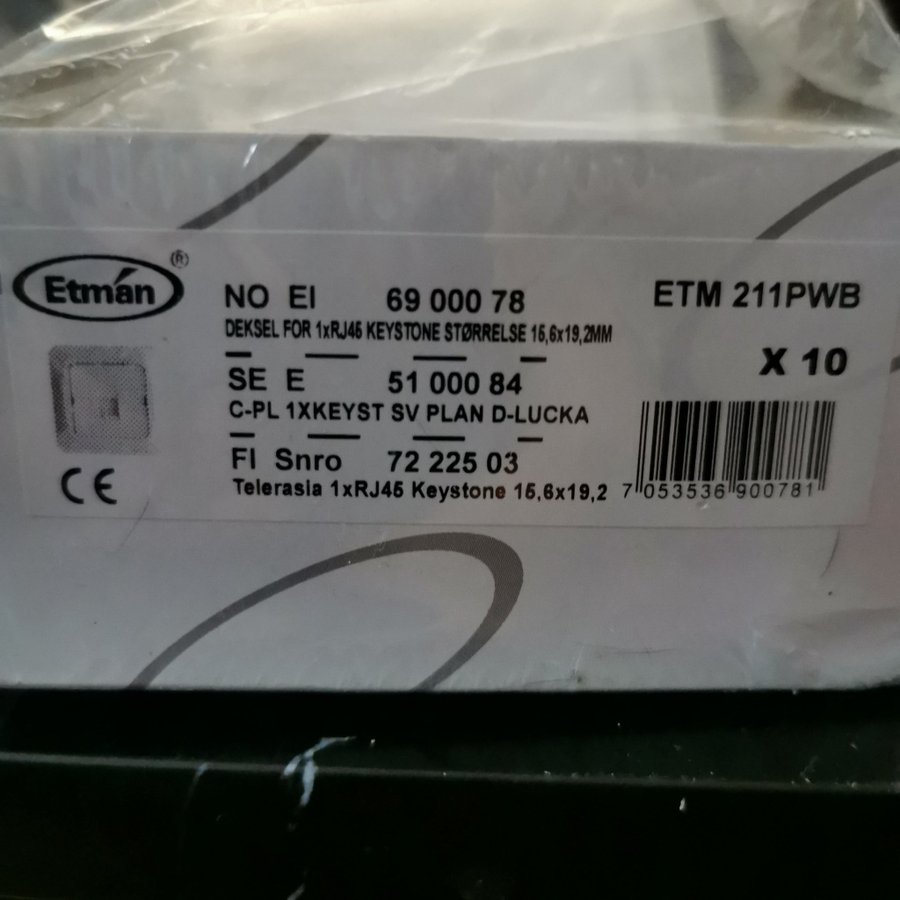 Etmán ®
NO EI 69 000 78
DEKSEL FOR 1xRJ45 KEYSTONE STØRRELSE 15,6x19,2MM
SE E 51 000 84
C-PL 1XKEYST SV PLAN D-LUCKA
FI Snro 72 225 03
Telerasia 1xRJ45 Keystone 15,6x19,2
CE
ETM 211PWB
X 10
7 053536 900781